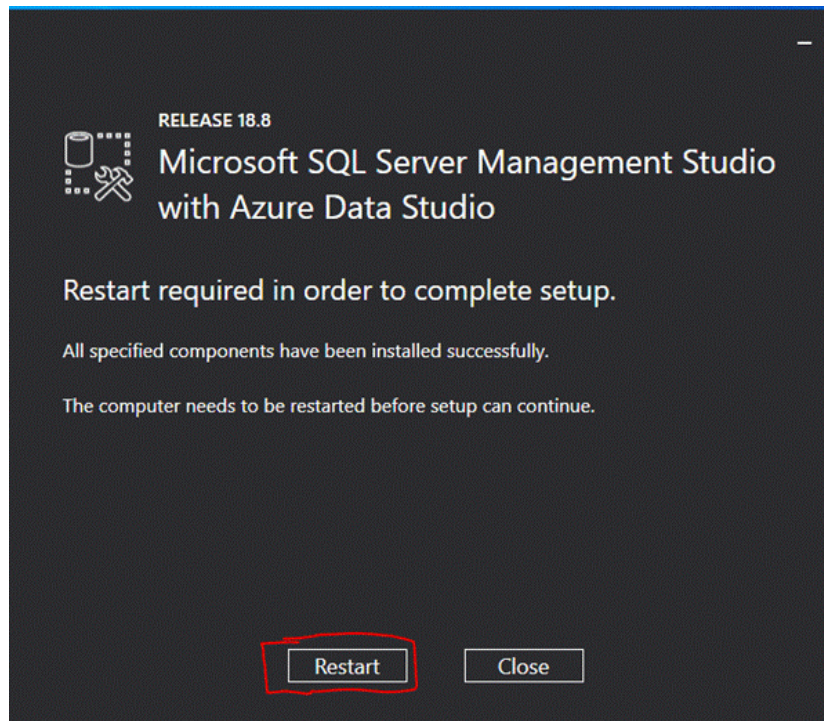 RELEASE 18.8
Microsoft SQL Server Management Studio
with Azure Data Studio
Restart required in order to complete setup.
All specified components have been installed successfully.
The computer needs to be restarted before setup can continue.
Restart
Close